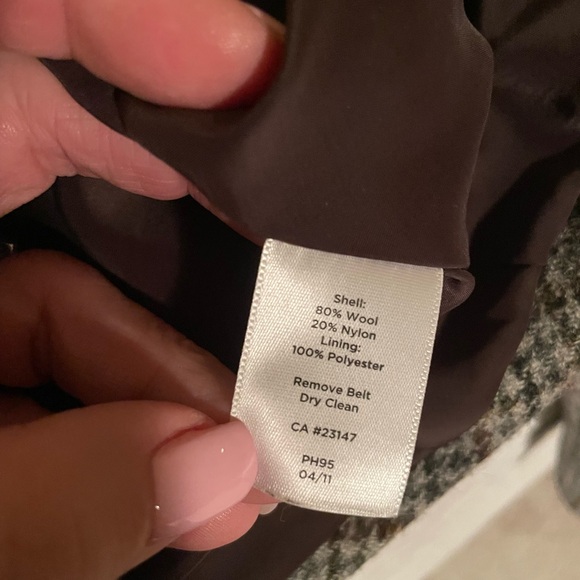 Shell:
80% Wool
20% Nylon
Lining:
100% Polyester
Remove Belt
Dry Clean
CA #23147
PH95
04/11